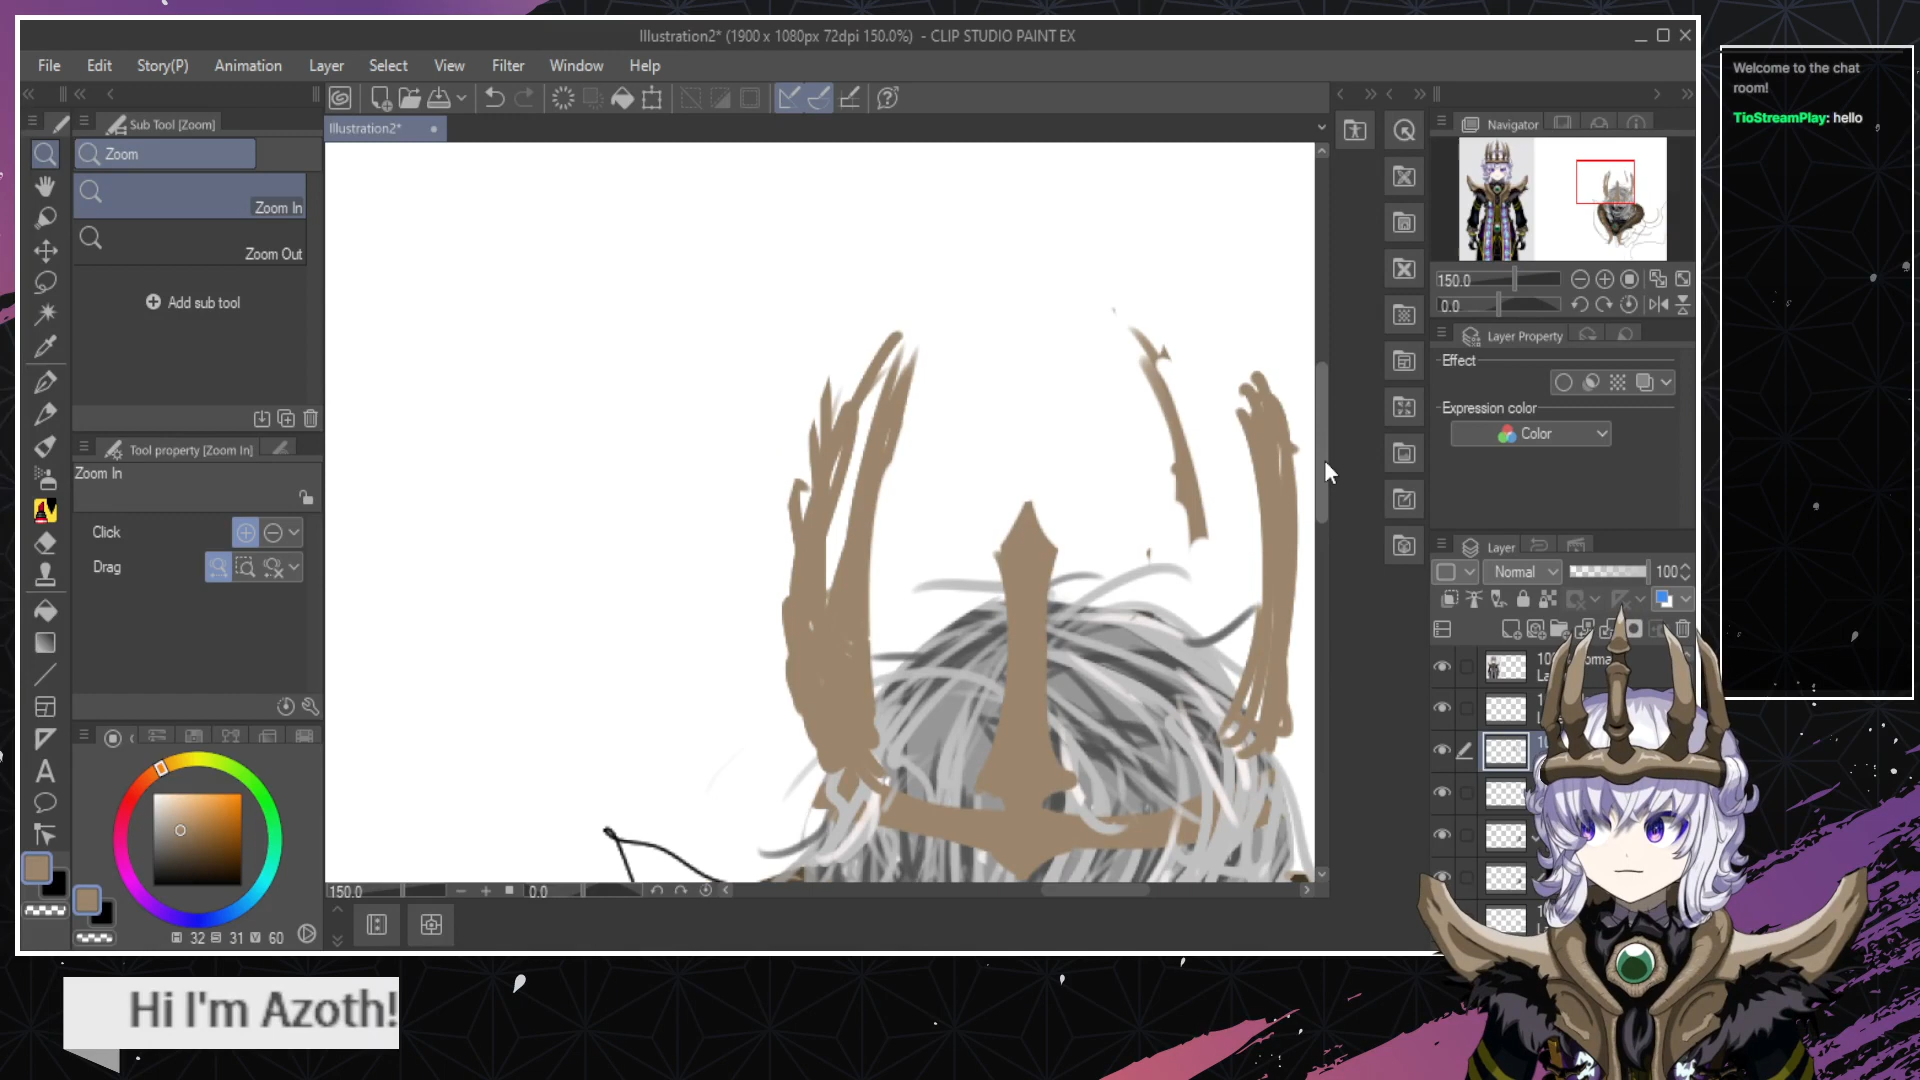 Illustration2* (1900 x 1080px 72dpi 150.0%) - CLIP STUDIO PAINT EX
File Edit Story(P) Animation Layer Select View Filter Window Help
Sub Tool [Zoom]
Illustration2*
Zoom
Zoom In
Zoom Out
Add sub tool
Tool property [Zoom In]
Zoom In
Click
Drag
32 31 V 60
150.0 0.0
Navigator
150.0
0.0
Layer Property
Effect
Expression color
Color
Layer
Normal 100
Welcome to the chat
room!
TioStreamPlay: hello
Hi I'm Azoth!